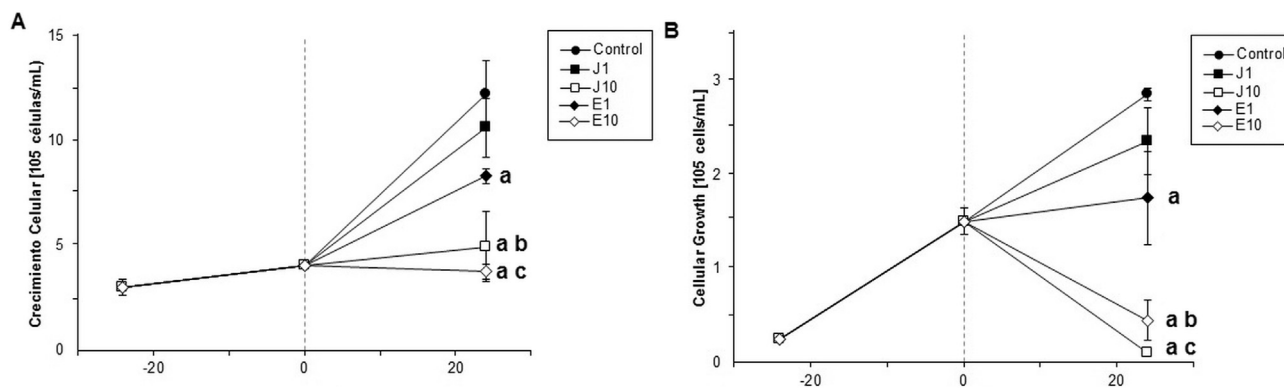 A
Crecimiento Celular [105 células/mL]
15
10
5
0
-20
0
20
Control
J1
J10
E1
E10
a
a b
a c
B
Cellular Growth [105 cells/mL]
3
2
1
0
-20
0
20
Control
J1
J10
E1
E10
a
a b
a c